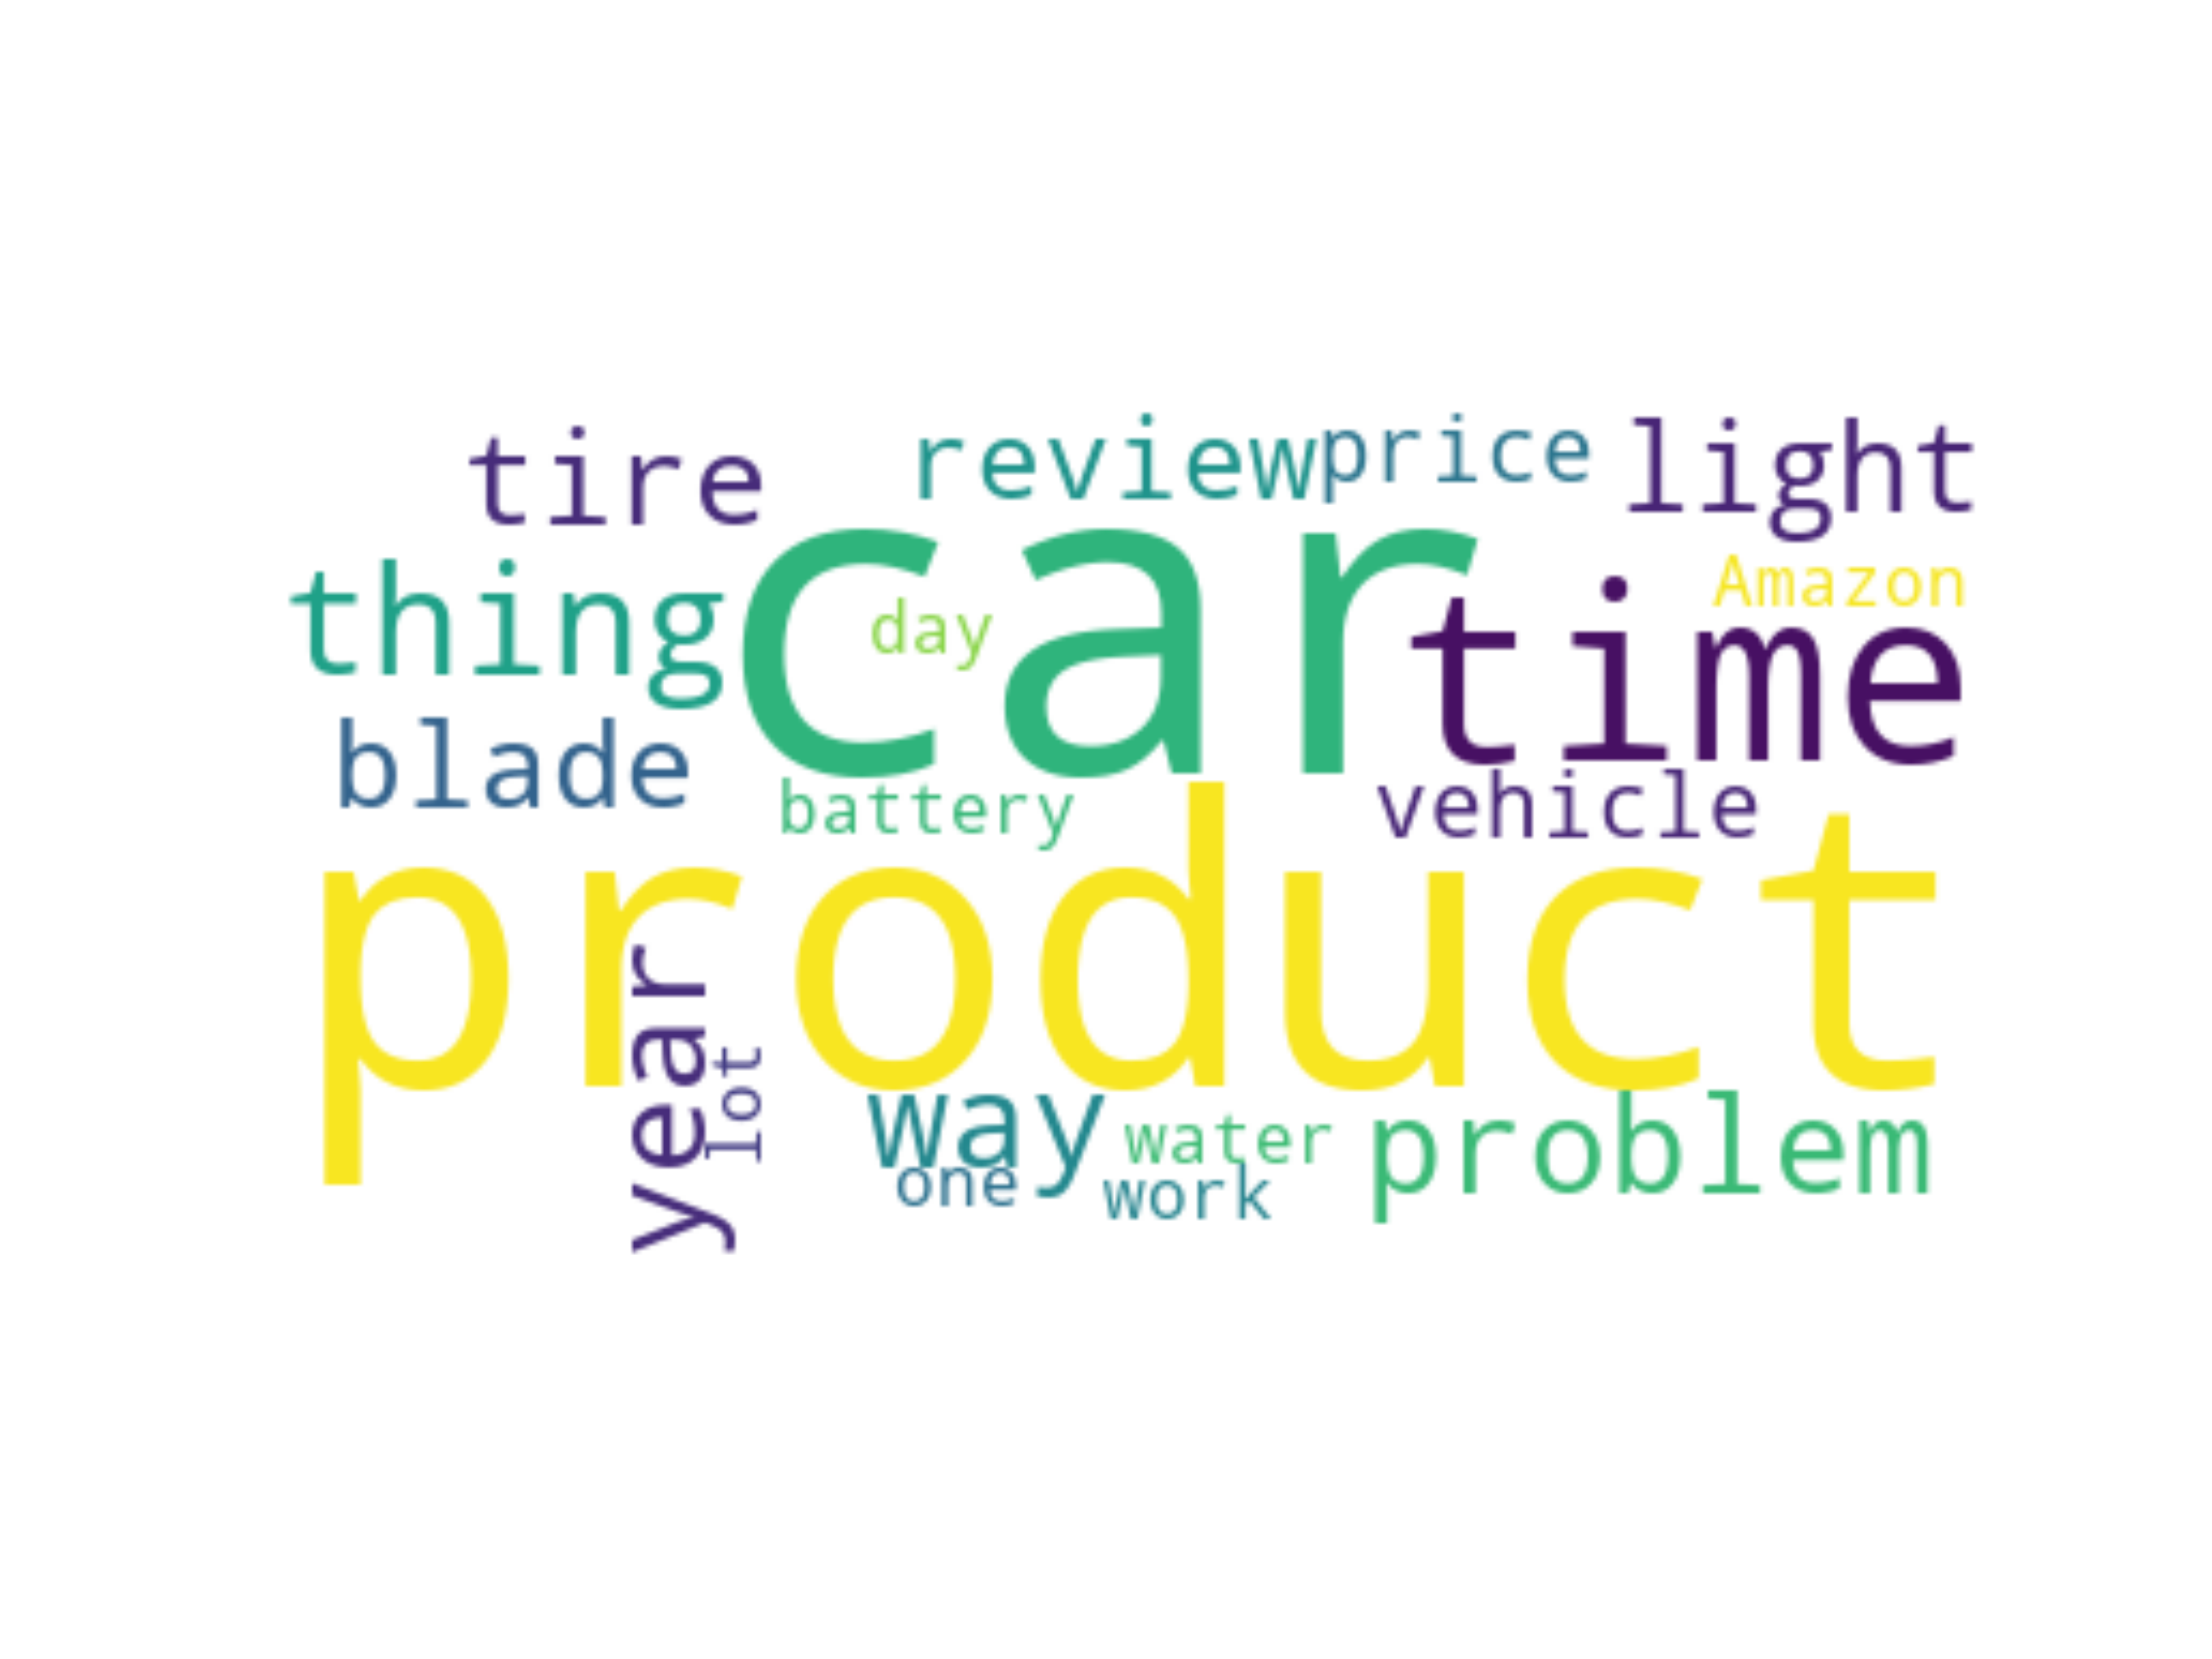 tire
review
price
light
thing
car
day
Amazon
time
blade
battery
vehicle
product
year
lot
way
water
problem
one
work